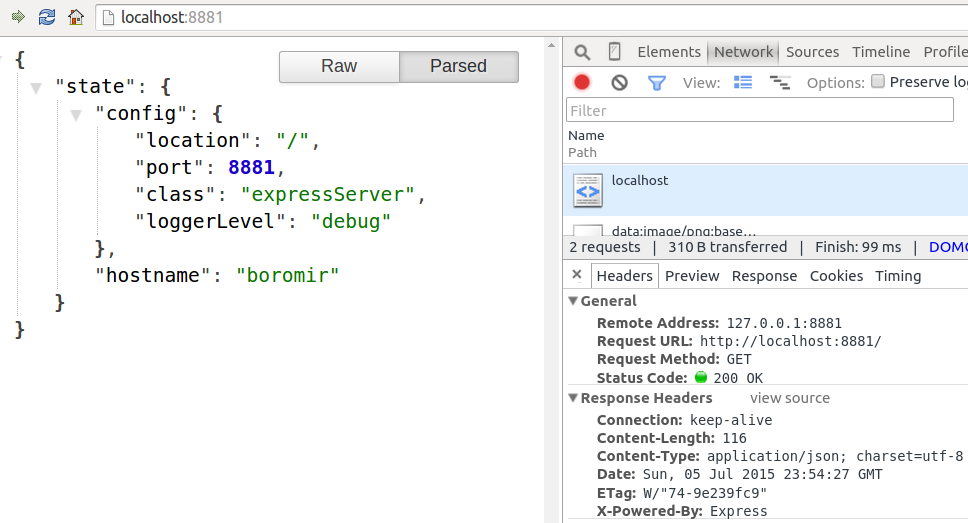 localhost:8881
Raw Parsed
{
"state": {
"config": {
"location": "/",
"port": 8881,
"class": "expressServer",
"loggerLevel": "debug"
},
"hostname": "boromir"
}
}
Elements Network Sources Timeline Profile
View: Options: Preserve log
Filter
Name
Path
localhost
data:image/png;base…
2 requests | 310 B transferred | Finish: 99 ms | DOMC
× Headers Preview Response Cookies Timing
General
Remote Address: 127.0.0.1:8881
Request URL: http://localhost:8881/
Request Method: GET
Status Code: 200 OK
Response Headers view source
Connection: keep-alive
Content-Length: 116
Content-Type: application/json; charset=utf-8
Date: Sun, 05 Jul 2015 23:54:27 GMT
ETag: W/"74-9e239fc9"
X-Powered-By: Express